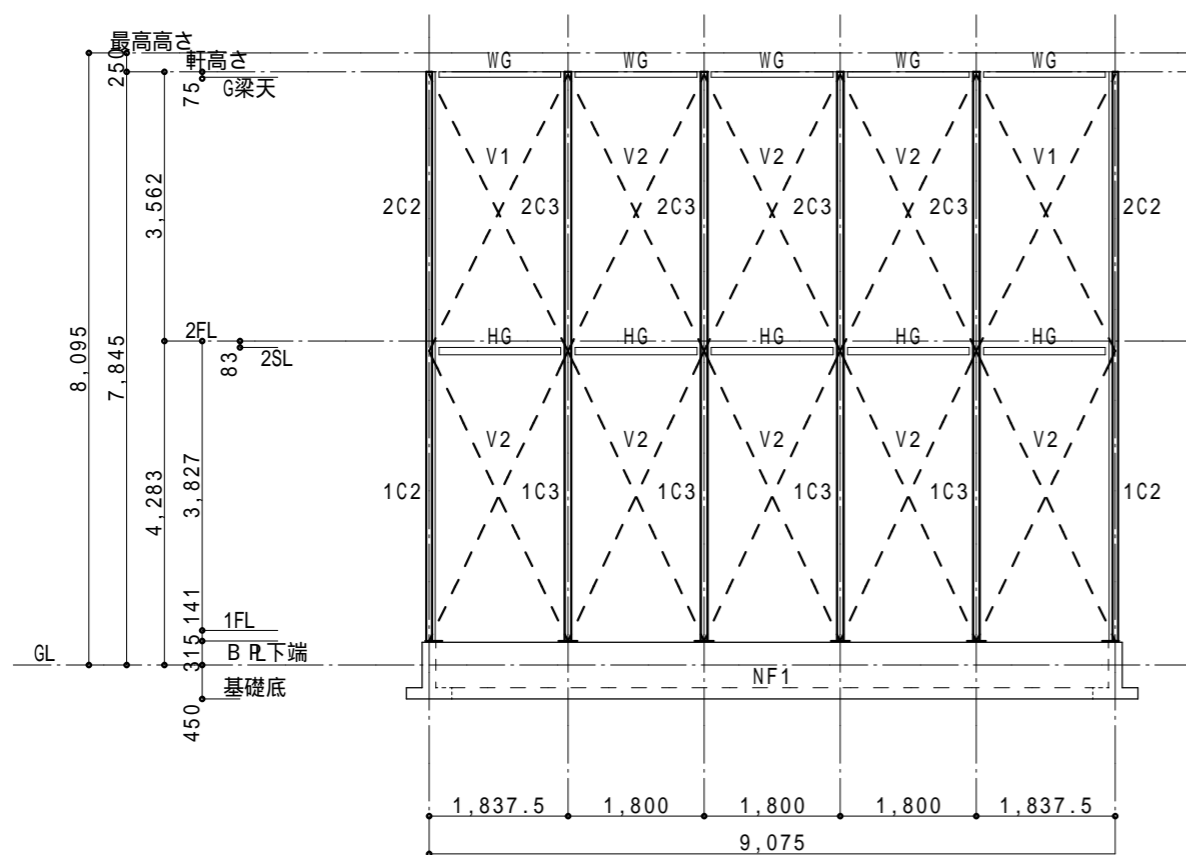 最高高さ
250
軒高さ
75
G梁天
WG WG WG WG WG
V1 V2 V2 V2 V1
2C2 2C3 2C3 2C3 2C3 2C2
3,562
8,095
7,845
2FL
83
2SL
HG HG HG HG HG
V2 V2 V2 V2 V2
1C2 1C3 1C3 1C3 1C3 1C2
4,283
3,827
141
1FL
315
BPL下端
GL
基礎底
450
NF1
1,837.5 1,800 1,800 1,800 1,837.5
9,075